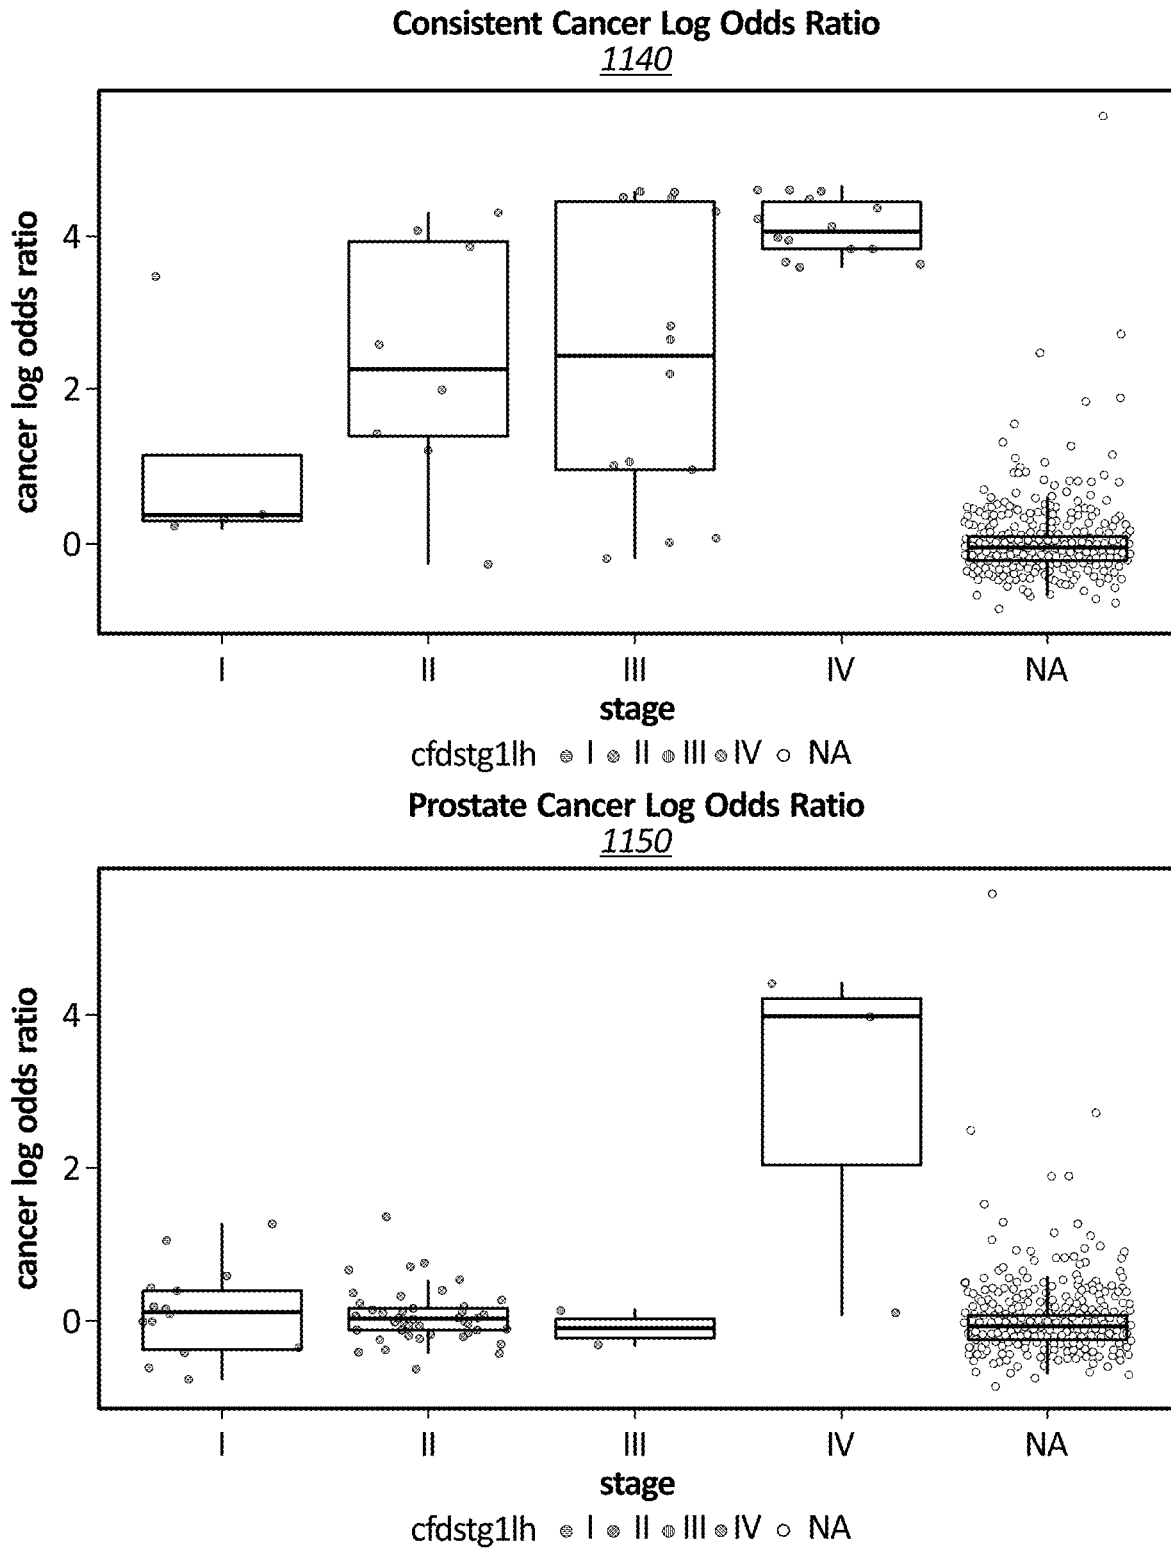 Consistent Cancer Log Odds Ratio
1140
cancer log odds ratio
4
2
0
I II III IV NA
stage
cfdstg1lh I II III IV NA
Prostate Cancer Log Odds Ratio
1150
cancer log odds ratio
4
2
0
I II III IV NA
stage
cfdstg1lh I II III IV NA